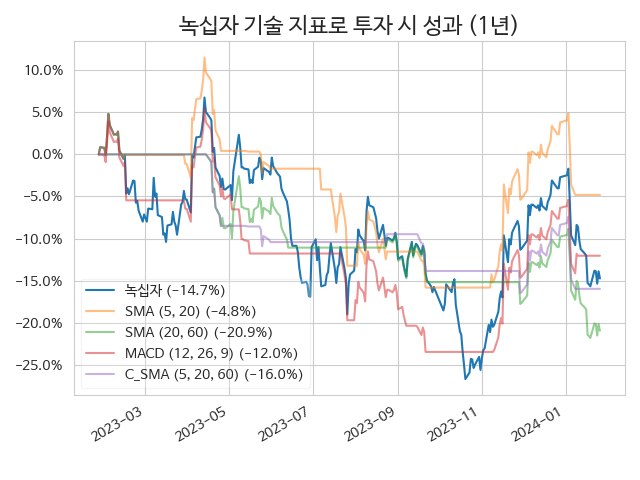 녹십자 기술 지표로 투자 시 성과 (1년)
10.0%
5.0%
0.0%
−5.0%
−10.0%
−15.0%
−20.0%
−25.0%
녹십자 (−14.7%)
SMA (5, 20) (−4.8%)
SMA (20, 60) (−20.9%)
MACD (12, 26, 9) (−12.0%)
C_SMA (5, 20, 60) (−16.0%)
2023−03
2023−05
2023−07
2023−09
2023−11
2024−01